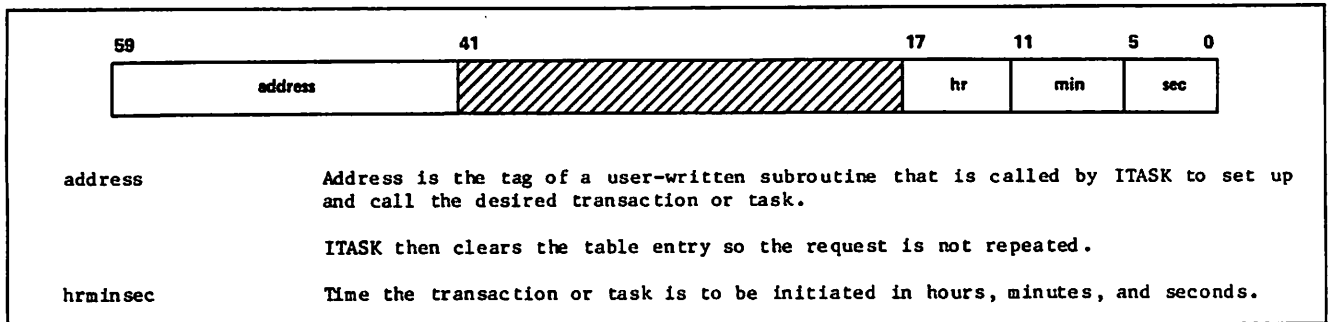 59 41 17 11 5 0
address hr min sec
address Address is the tag of a user-written subroutine that is called by ITASK to set up
and call the desired transaction or task.
ITASK then clears the table entry so the request is not repeated.
hrminsec Time the transaction or task is to be initiated in hours, minutes, and seconds.